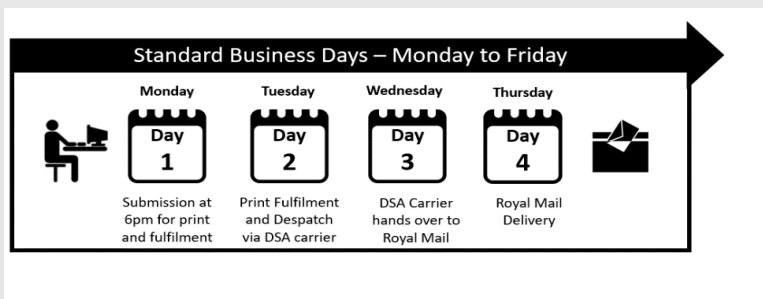 Standard Business Days – Monday to Friday
Monday
Tuesday
Wednesday
Thursday
Day
1
Day
2
Day
3
Day
4
Submission at
6pm for print
and fulfilment
Print Fulfilment
and Despatch
via DSA carrier
DSA Carrier
hands over to
Royal Mail
Royal Mail
Delivery